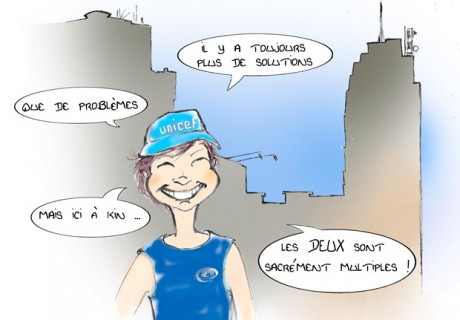 IL Y A TOUJOURS
PLUS DE SOLUTIONS
QUE DE PROBLÈMES
unicef
MAIS ICI À KIN ...
LES DEUX SONT
SACRÉMENT MULTIPLES !